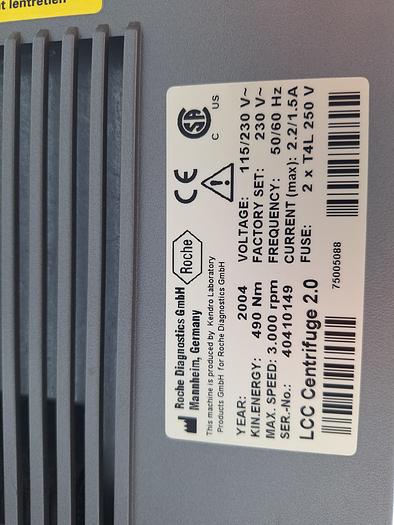 t lentretien
Roche Diagnostics GmbH
Mannheim, Germany
Roche
This machine is produced by Kendro Laboratory
Products GmbH for Roche Diagnostics GmbH
CE
SA
C US
YEAR: 2004
KIN.ENERGY: 490 Nm
MAX. SPEED: 3.000 rpm
SER.-No.: 40410149
VOLTAGE: 115/230 V~
FACTORY SET: 230 V~
FREQUENCY: 50/60 Hz
CURRENT (max): 2.2/1.5A
FUSE: 2 x T4L 250 V
LCC Centrifuge 2.0
75005088